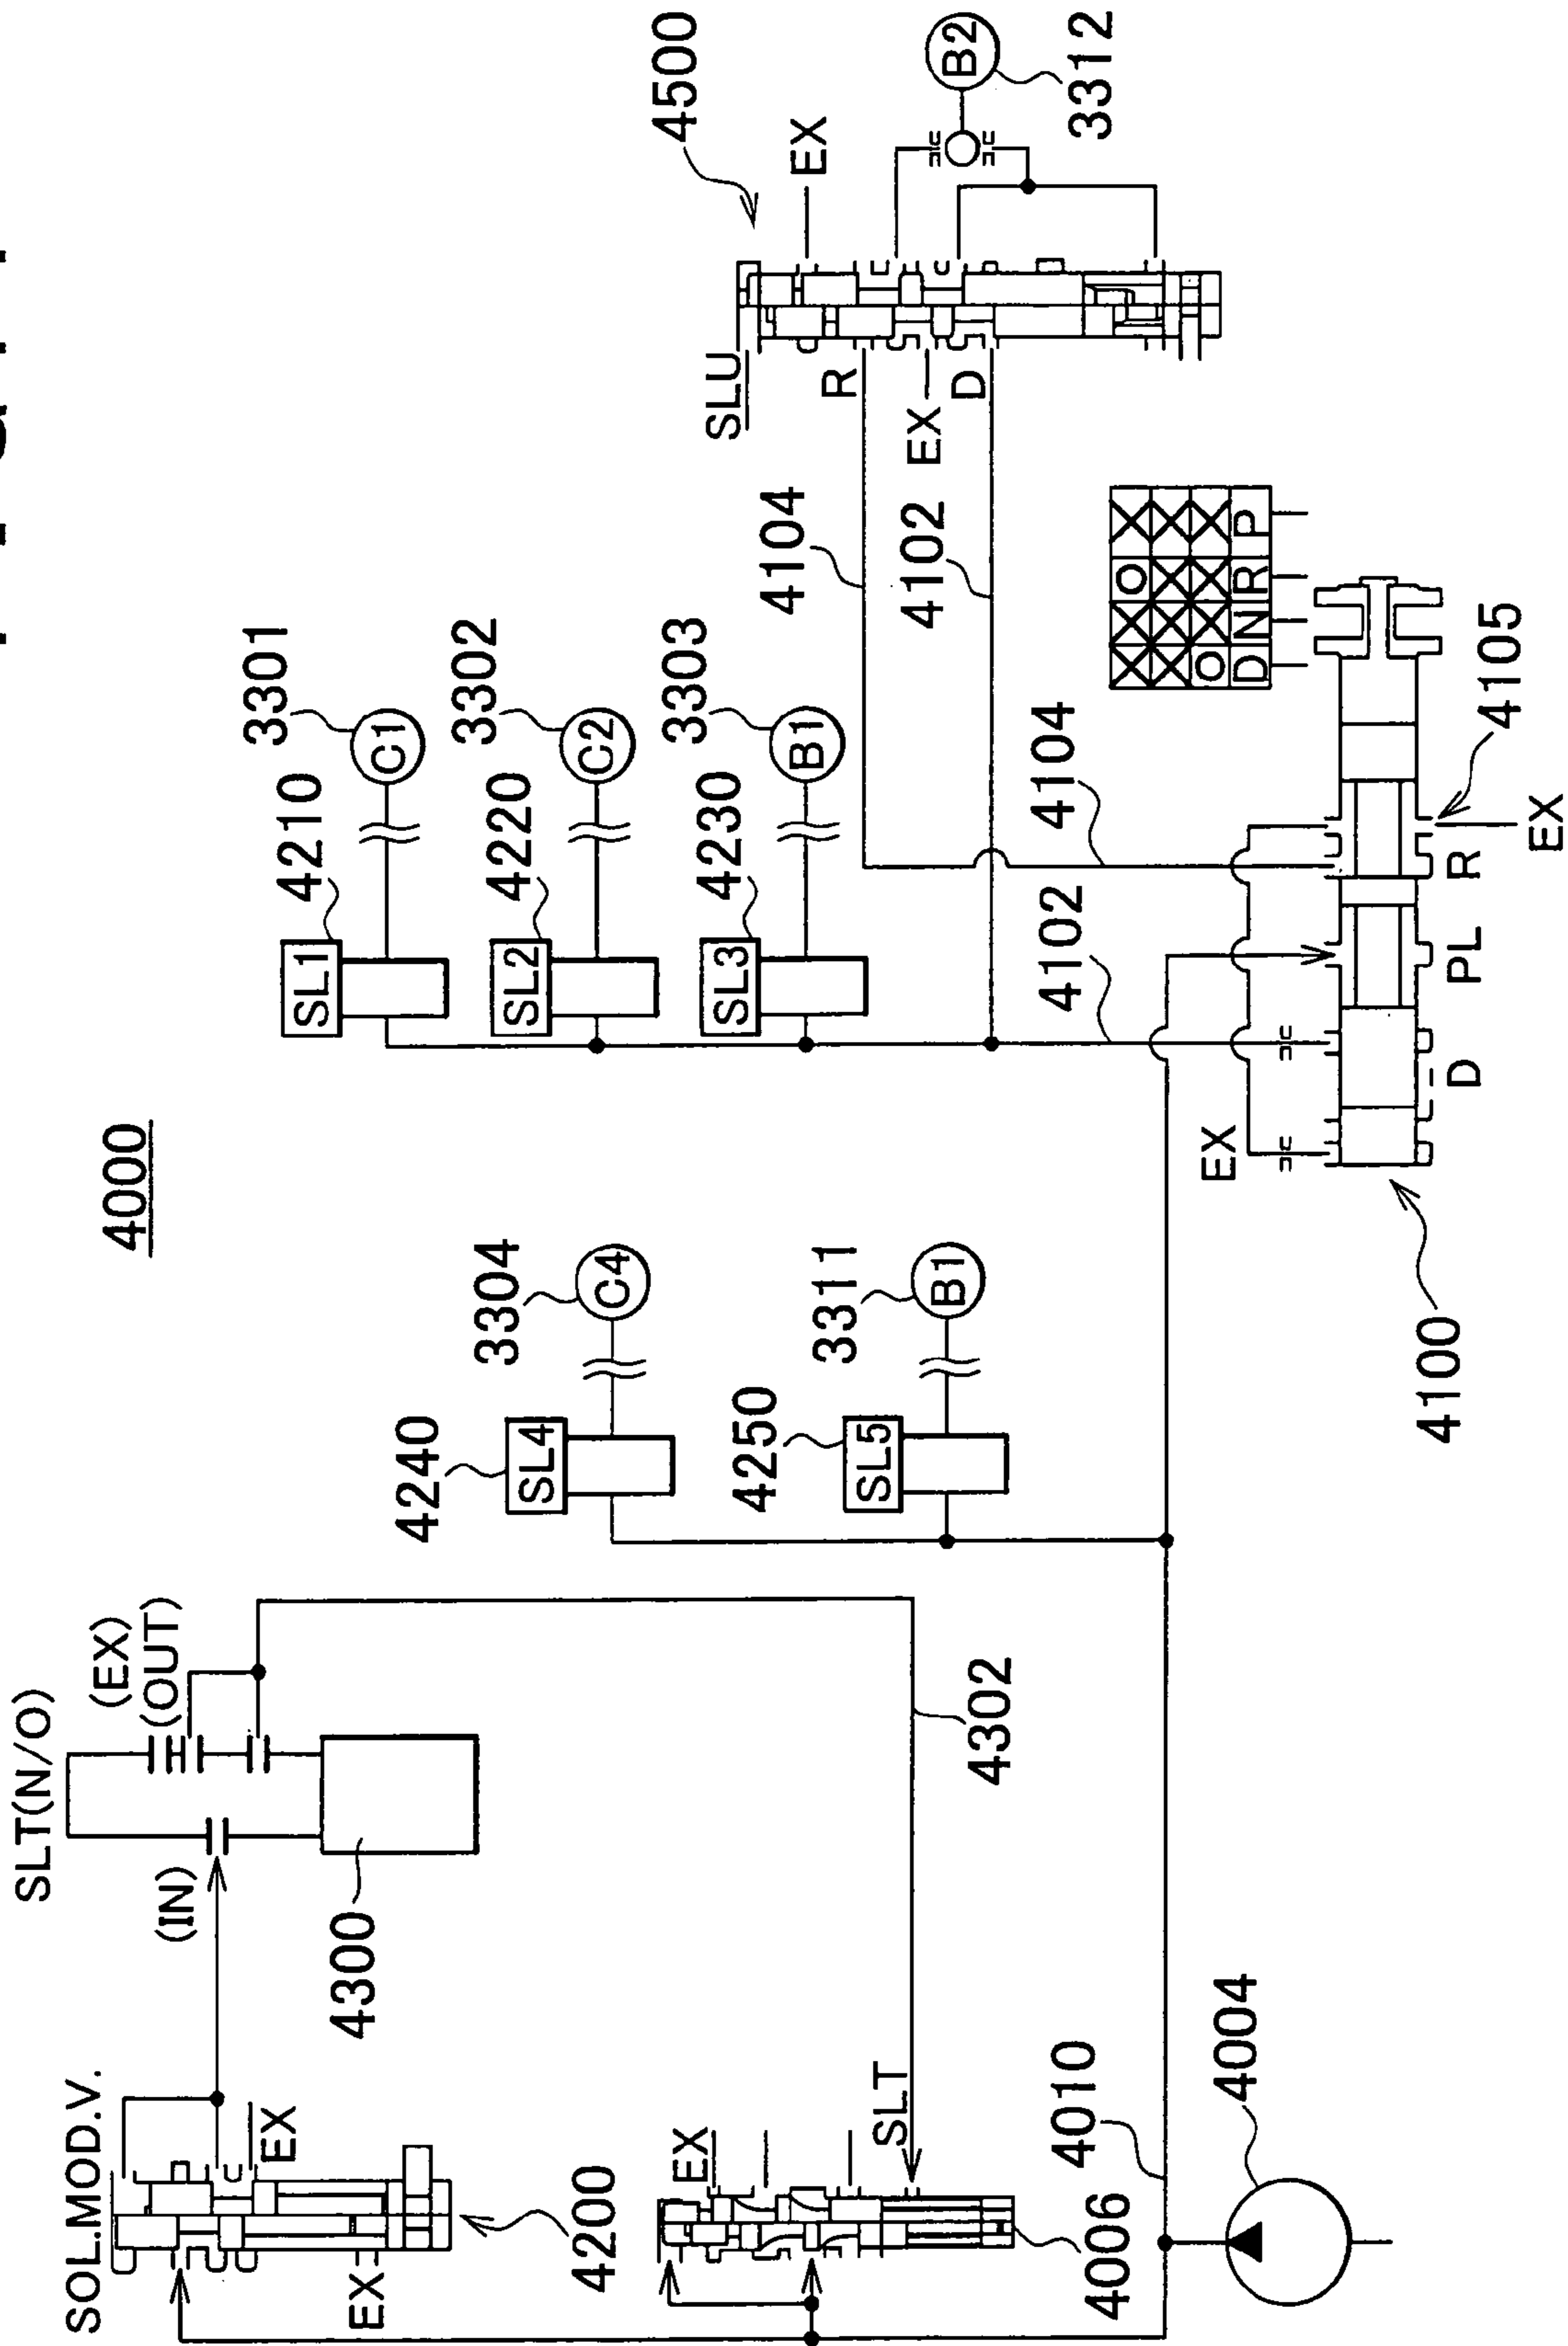 4000
SOL.MOD.V.
EX
EX
4200
SLT(N/O)
(IN)
(EX)
(OUT)
4300
EX
SLT
4006
4302
4010
4004
4240
SL4
3304
C4
4250
SL5
3311
B1
SL1
4210
3301
C1
SL2
4220
3302
C2
SL3
4230
3303
B1
4102
4104
4104
4102
SLU
4500
EX
R
EX
D
B2
3312
X X O X
X X X X
O X X X
D N R P
EX
D
PL
R
EX
4105
4100